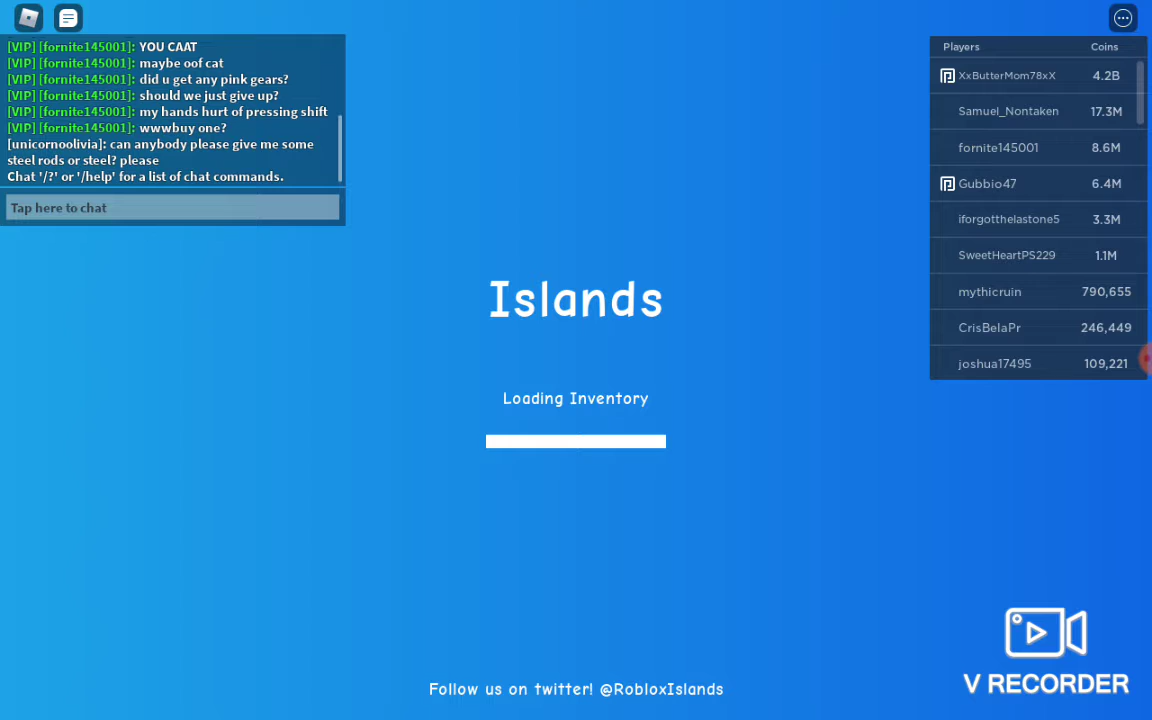 [VIP] [fornite145001]: YOU CAAT
[VIP] [fornite145001]: maybe oof cat
[VIP] [fornite145001]: did u get any pink gears?
[VIP] [fornite145001]: should we just give up?
[VIP] [fornite145001]: my hands hurt of pressing shift
[VIP] [fornite145001]: wwwbuy one?
[unicornoolivia]: can anybody please give me some
steel rods or steel? please
Chat '/?' or '/help' for a list of chat commands.
Tap here to chat
Players Coins
XxButterMom78xX 4.2B
Samuel_Nontaken 17.3M
fornite145001 8.6M
Gubbio47 6.4M
iforgotthelastone5 3.3M
SweetHeartPS229 1.1M
mythicruin 790,655
CrisBelaPr 246,449
joshua17495 109,221
Islands
Loading Inventory
Follow us on twitter! @RobloxIslands
V RECORDER